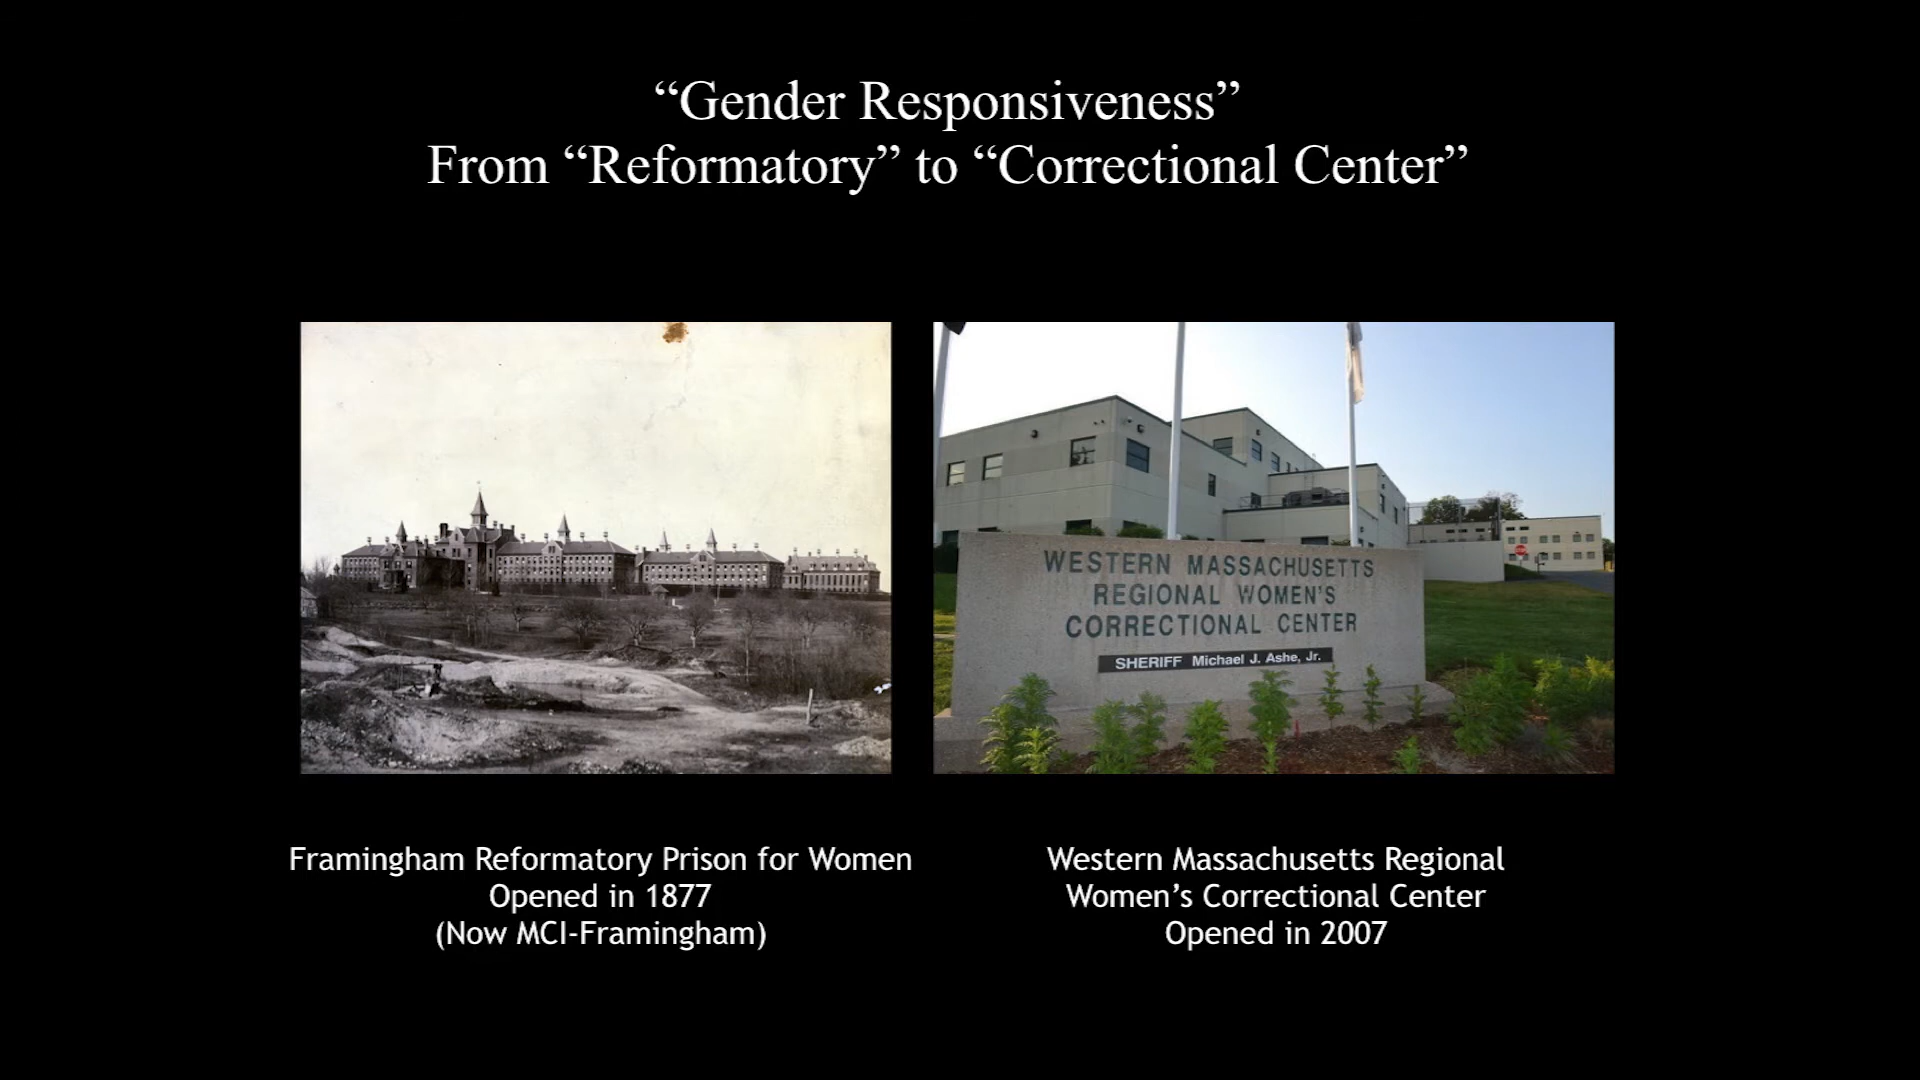 “Gender Responsiveness”
From “Reformatory” to “Correctional Center”
WESTERN MASSACHUSETTS
REGIONAL WOMEN'S
CORRECTIONAL CENTER
SHERIFF Michael J. Ashe, Jr.
Framingham Reformatory Prison for Women
Opened in 1877
(Now MCI-Framingham)
Western Massachusetts Regional
Women’s Correctional Center
Opened in 2007